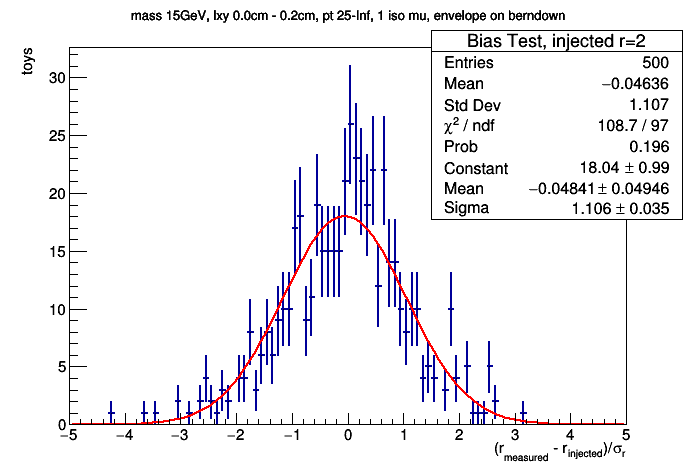 mass 15GeV, lxy 0.0cm - 0.2cm, pt 25-Inf, 1 iso mu, envelope on berndown
toys
Bias Test, injected r=2
Entries 500
Mean −0.04636
Std Dev 1.107
χ² / ndf 108.7 / 97
Prob 0.196
Constant 18.04 ± 0.99
Mean −0.04841 ± 0.04946
Sigma 1.106 ± 0.035
30
25
20
15
10
5
0
−5 −4 −3 −2 −1 0 1 2 3 4 5
(r_measured - r_injected)/σ_r